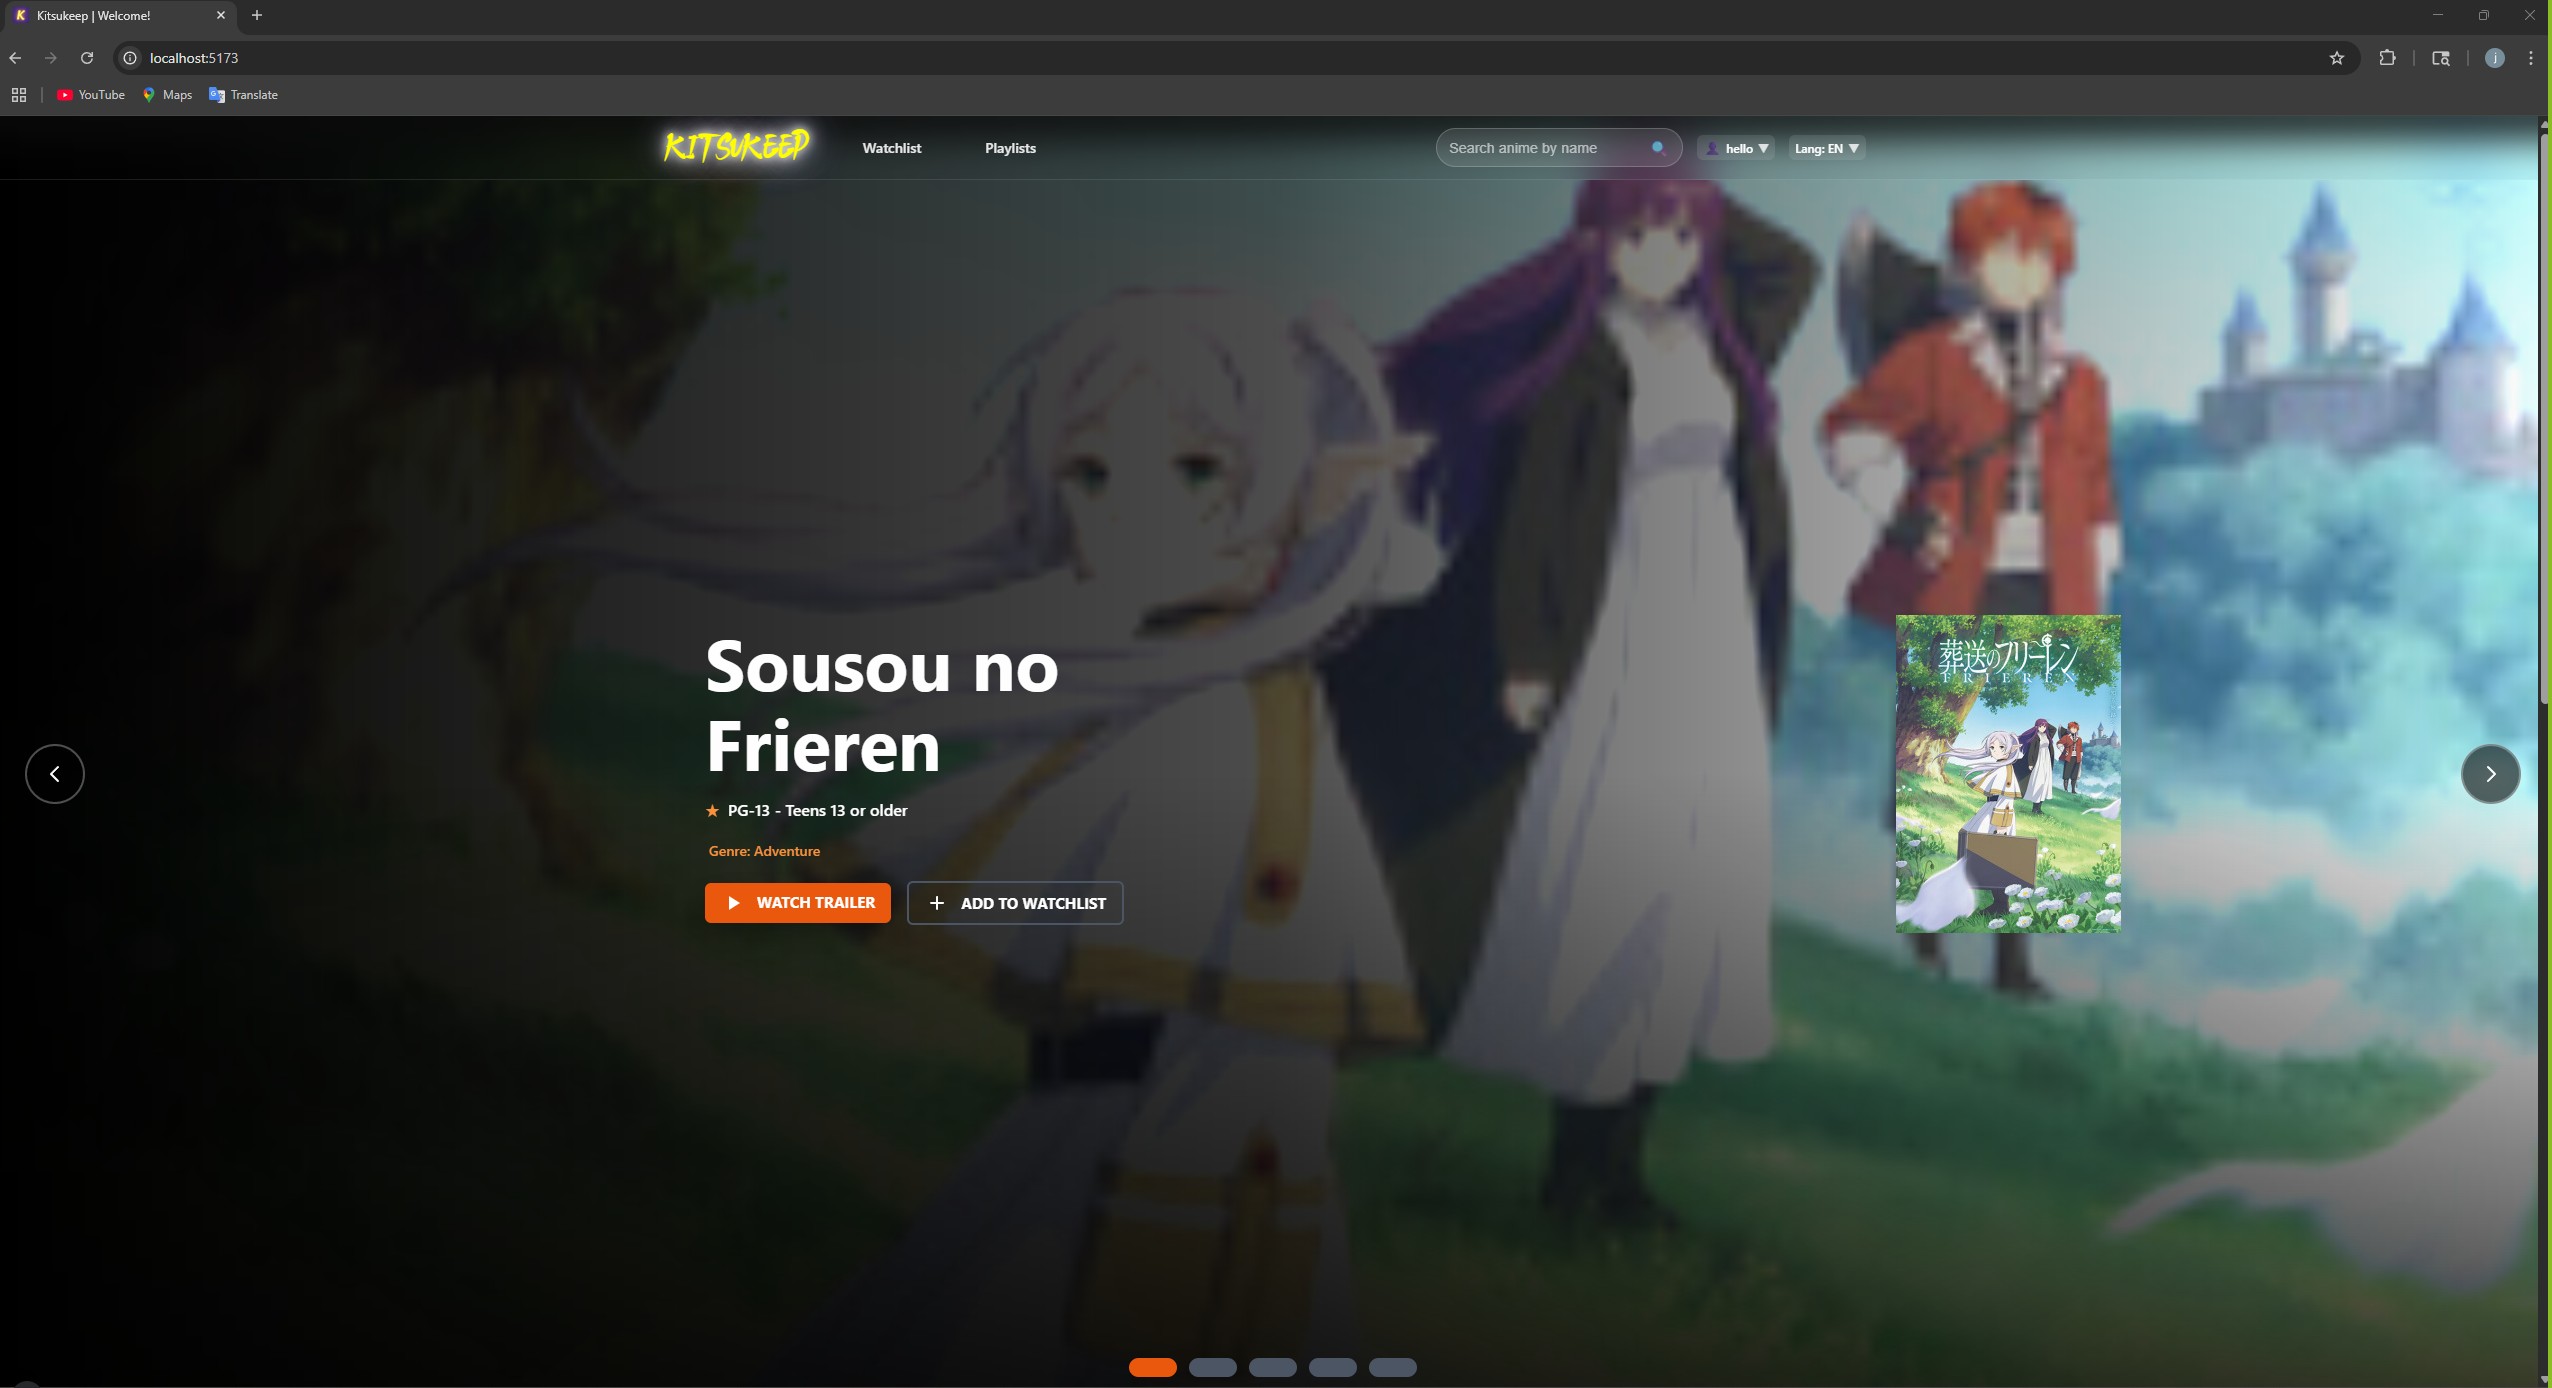 Kitsukeep | Welcome!
localhost:5173
YouTube Maps Translate
KITSUKEEP Watchlist Playlists Search anime by name hello Lang: EN
Sousou no
Frieren
PG-13 - Teens 13 or older
Genre: Adventure
WATCH TRAILER ADD TO WATCHLIST
葬送のフリーレン
FRIEREN